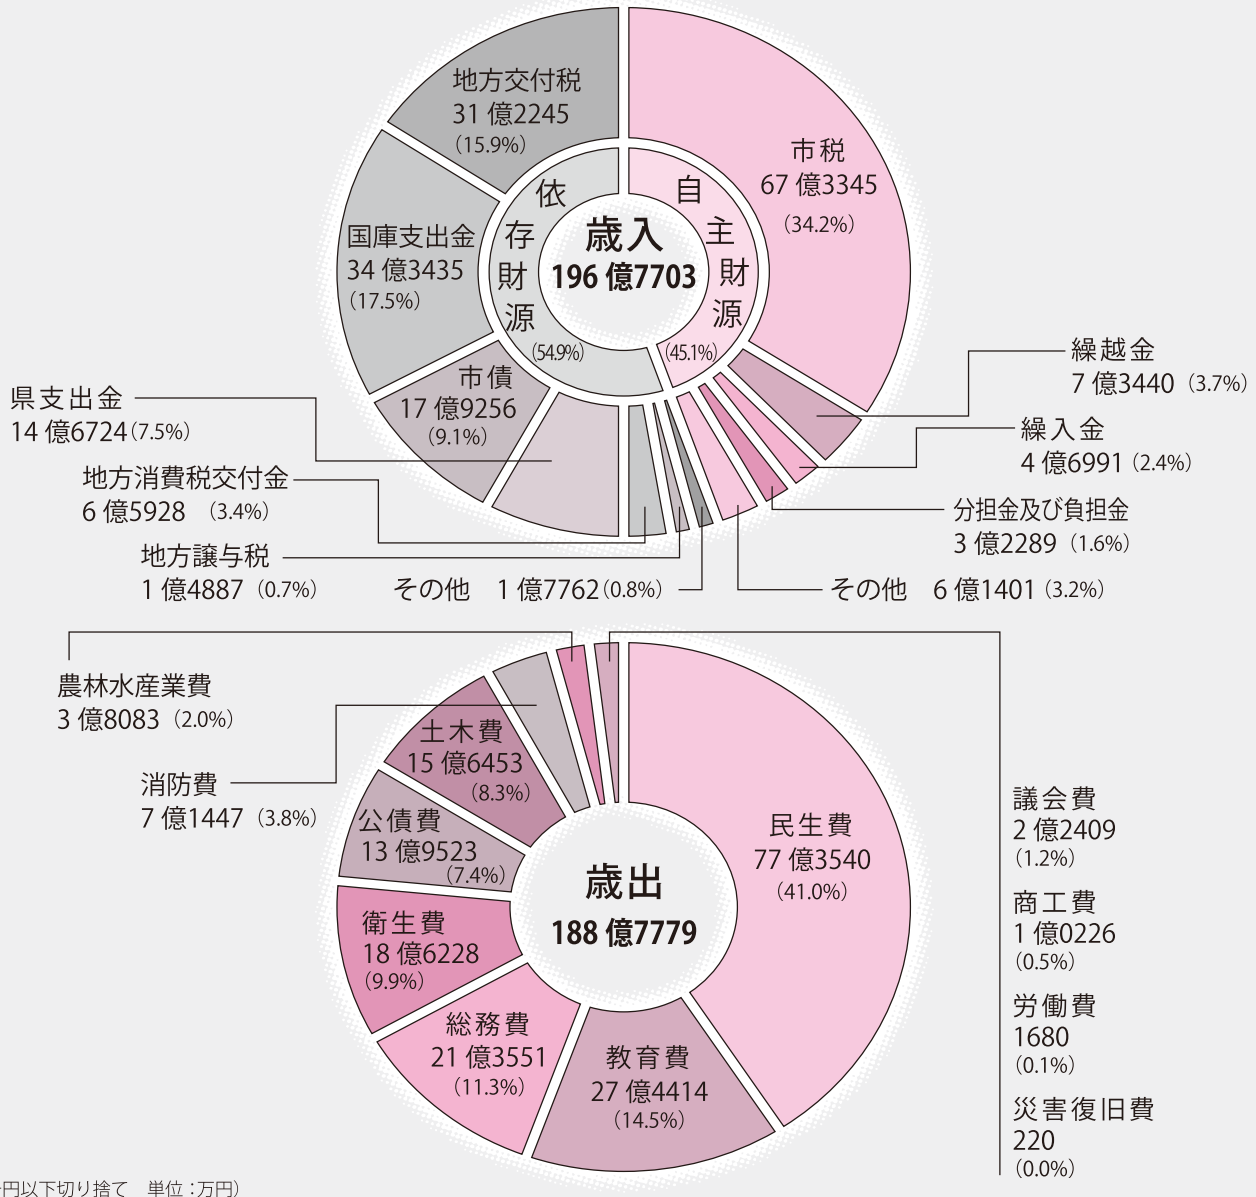 地方交付税
31 億2245
（15.9%）
市税
67 億3345
（34.2%）
国庫支出金
34 億3435
（17.5%）
依存財源
（54.9%）
歳入
196 億7703
自主財源
（45.1%）
市債
17 億9256
（9.1%）
県支出金
14 億6724（7.5%）
地方消費税交付金
6 億5928 （3.4%）
地方譲与税
1 億4887 （0.7%）
その他 1 億7762（0.8%）
繰越金
7 億3440 （3.7%）
繰入金
4 億6991 （2.4%）
分担金及び負担金
3 億2289 （1.6%）
その他 6 億1401（3.2%）
農林水産業費
3 億8083 （2.0%）
消防費
7 億1447 （3.8%）
土木費
15 億6453
（8.3%）
公債費
13 億9523
（7.4%）
衛生費
18 億6228
（9.9%）
総務費
21 億3551
（11.3%）
教育費
27 億4414
（14.5%）
民生費
77 億3540
（41.0%）
歳出
188 億7779
議会費
2 億2409
（1.2%）
商工費
1 億0226
（0.5%）
労働費
1680
（0.1%）
災害復旧費
220
（0.0%）
円以下切り捨て 単位：万円）